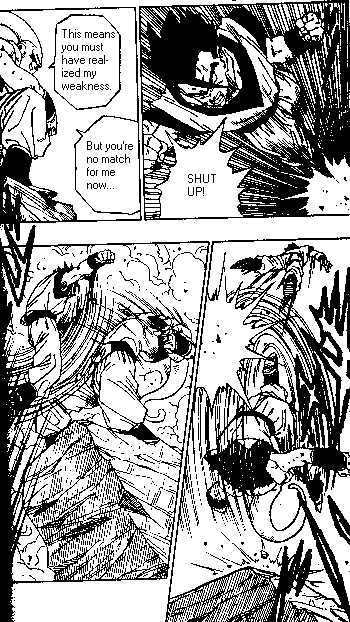 This means
you must
have real-
ized my
weakness.
But you're
no match
for me
now...
SHUT
UP!